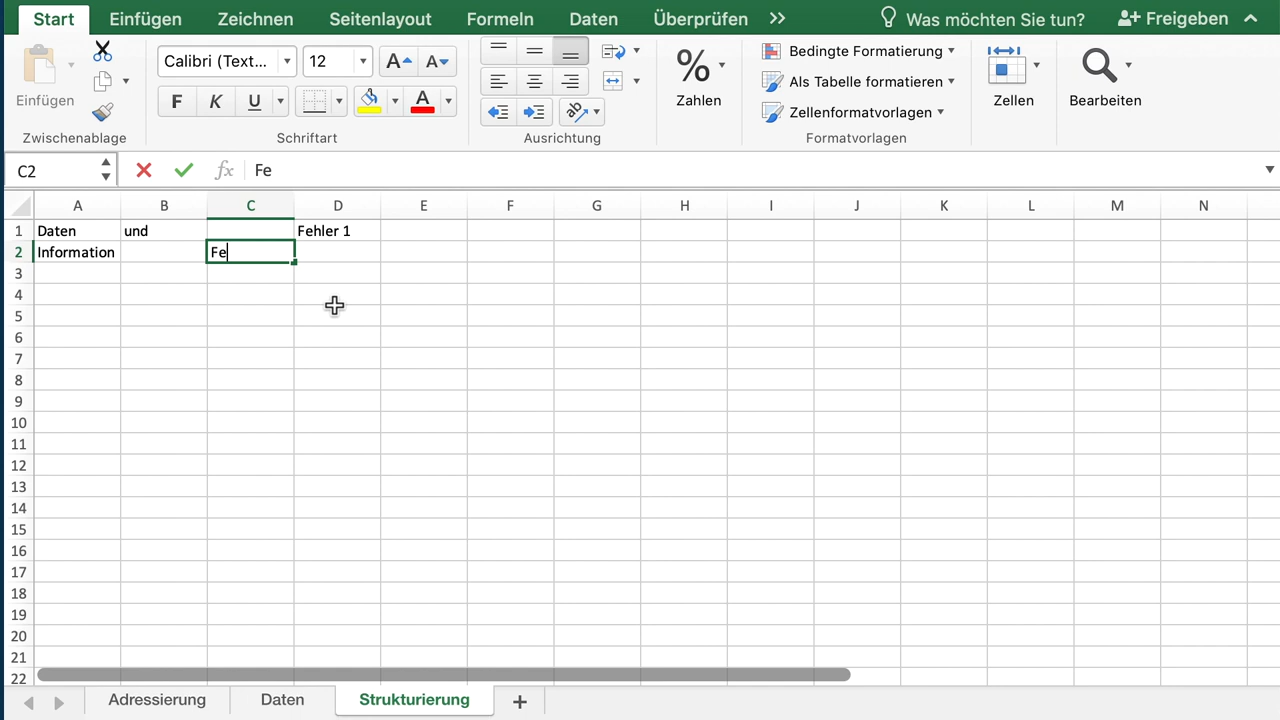 Start Einfügen Zeichnen Seitenlayout Formeln Daten Überprüfen >> Was möchten Sie tun? Freigeben
Einfügen
Zwischenablage
Calibri (Text... 12 A A
F K U A
Schriftart
Ausrichtung
% Zahlen
Bedingte Formatierung
Als Tabelle formatieren
Zellenformatvorlagen
Formatvorlagen
Zellen
Bearbeiten
C2 fx Fe
A B C D E F G H I J K L M N
1 Daten und Fehler 1
2 Information Fe
3
4
5
6
7
8
9
10
11
12
13
14
15
16
17
18
19
20
21
22
Adressierung Daten Strukturierung +